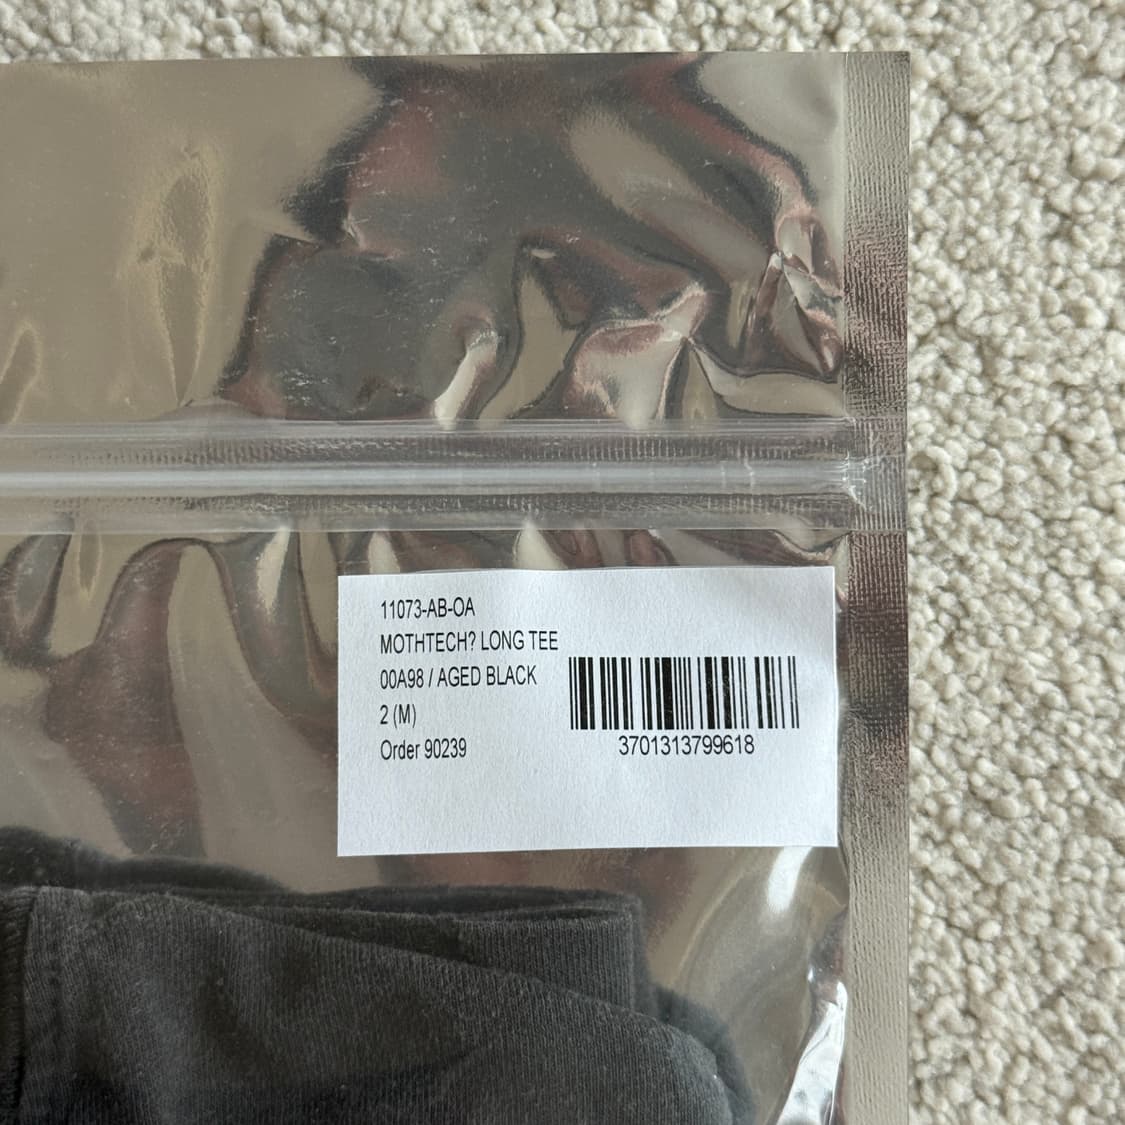 11073-AB-OA
MOTHTECH? LONG TEE
00A98 / AGED BLACK
2 (M)
Order 90239
3701313799618